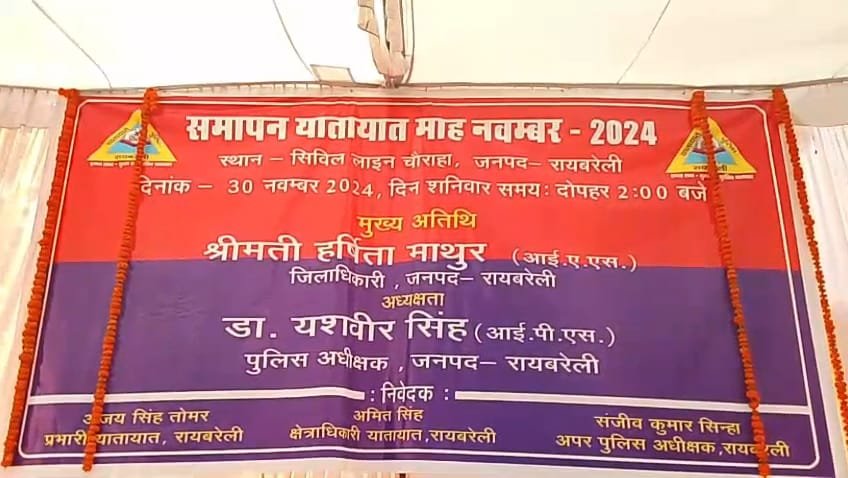 समापन यातायात माह नवम्बर - 2024
स्थान – सिविल लाइन चौराहा, जनपद– रायबरेली
दिनांक – 30 नवम्बर 2024, दिन शनिवार समय: दोपहर 2:00 बजे
मुख्य अतिथि
श्रीमती हर्षिता माथुर (आई.ए.एस.)
जिलाधिकारी , जनपद– रायबरेली
अध्यक्षता
डा. यशवीर सिंह (आई.पी.एस.)
पुलिस अधीक्षक , जनपद– रायबरेली
: निवेदक :
अजय सिंह तोमर
प्रभारी यातायात, रायबरेली
अमित सिंह
क्षेत्राधिकारी यातायात,रायबरेली
संजीव कुमार सिन्हा
अपर पुलिस अधीक्षक,रायबरेली